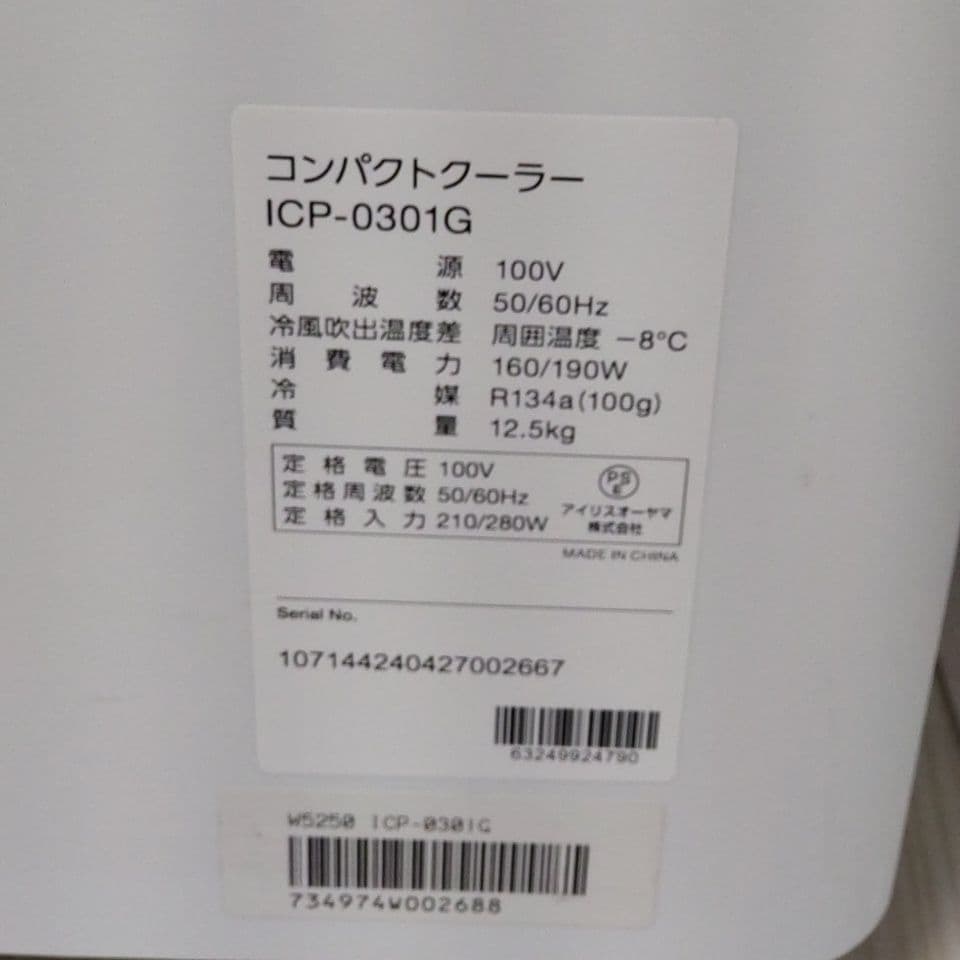 コンパクトクーラー
ICP-0301G
電源 100V
周波数 50/60Hz
冷風吹出温度差 周囲温度 −8°C
消費電力 160/190W
冷媒 R134a(100g)
質量 12.5kg
定格電圧 100V
定格周波数 50/60Hz
定格入力 210/280W
PS
E
アイリスオーヤマ
株式会社
MADE IN CHINA
Serial No.
107144240427002667
63249924790
W5250 ICP-0301G
734974W002688